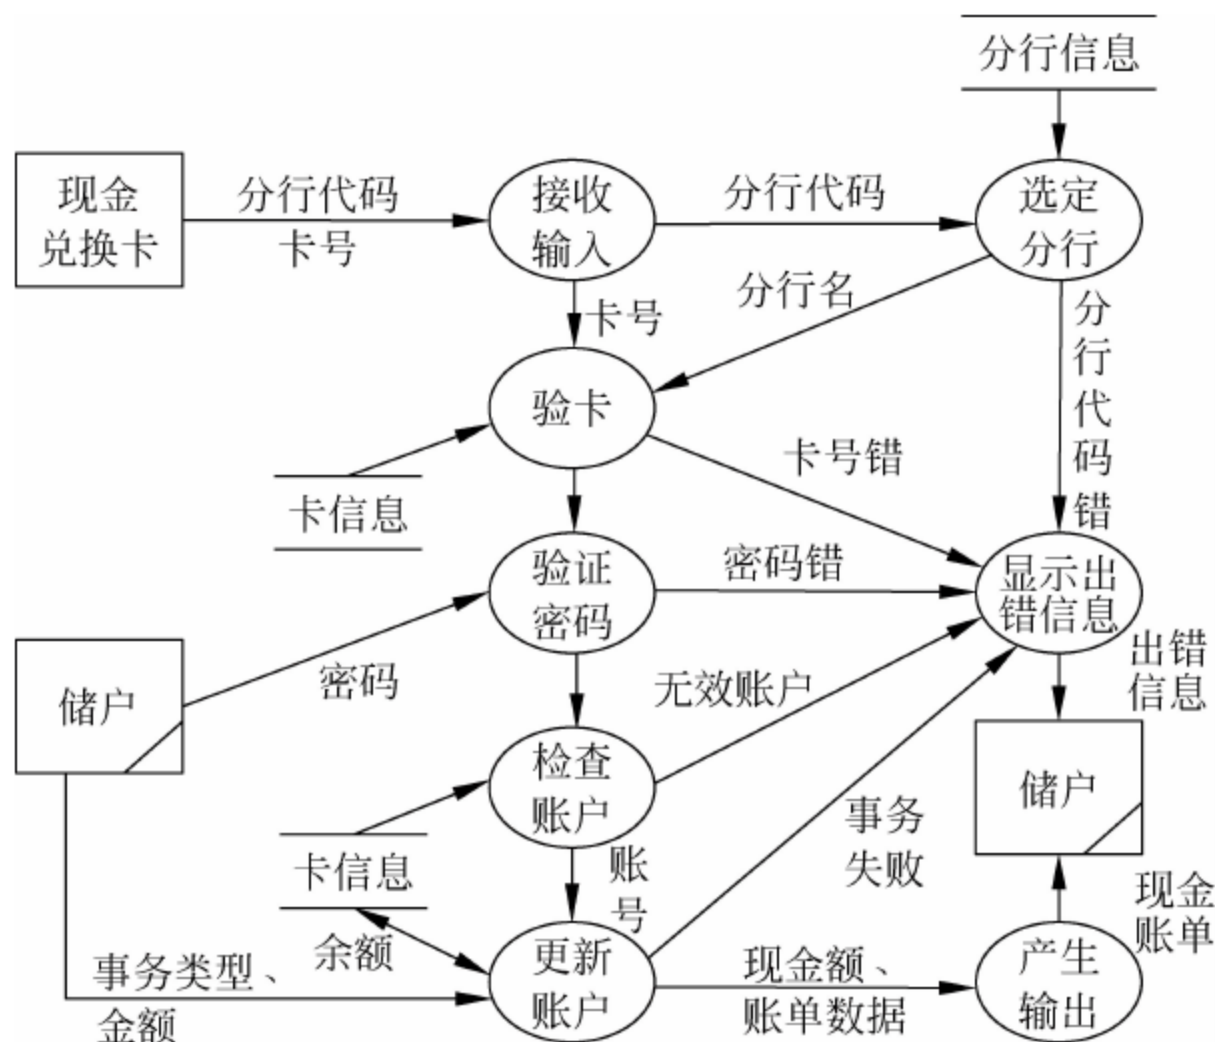 分行信息
现金
兑换卡
分行代码
卡号
接收
输入
分行代码
选定
分行
卡号
分行名
分行代码错
验卡
卡号错
卡信息
验证
密码
密码错
显示出
错信息
储户
密码
无效账户
出错
信息
检查
账户
储户
事务
失败
卡信息
账号
余额
更新
账户
现金
账单
事务类型、
金额
现金额、
账单数据
产生
输出